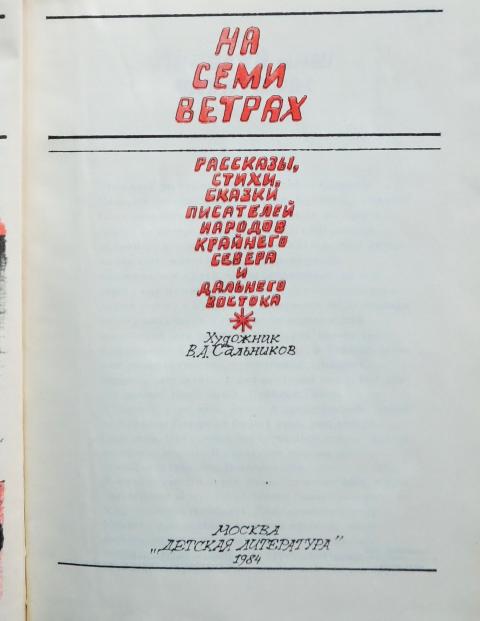 НА
СЕМИ
ВЕТРАХ
РАССКАЗЫ,
СТИХИ,
СКАЗКИ
ПИСАТЕЛЕЙ
НАРОДОВ
КРАЙНЕГО
СЕВЕРА
И
ДАЛЬНЕГО
ВОСТОКА
Художник
В.А.Сальников
МОСКВА
„ДЕТСКАЯ ЛИТЕРАТУРА"
1984